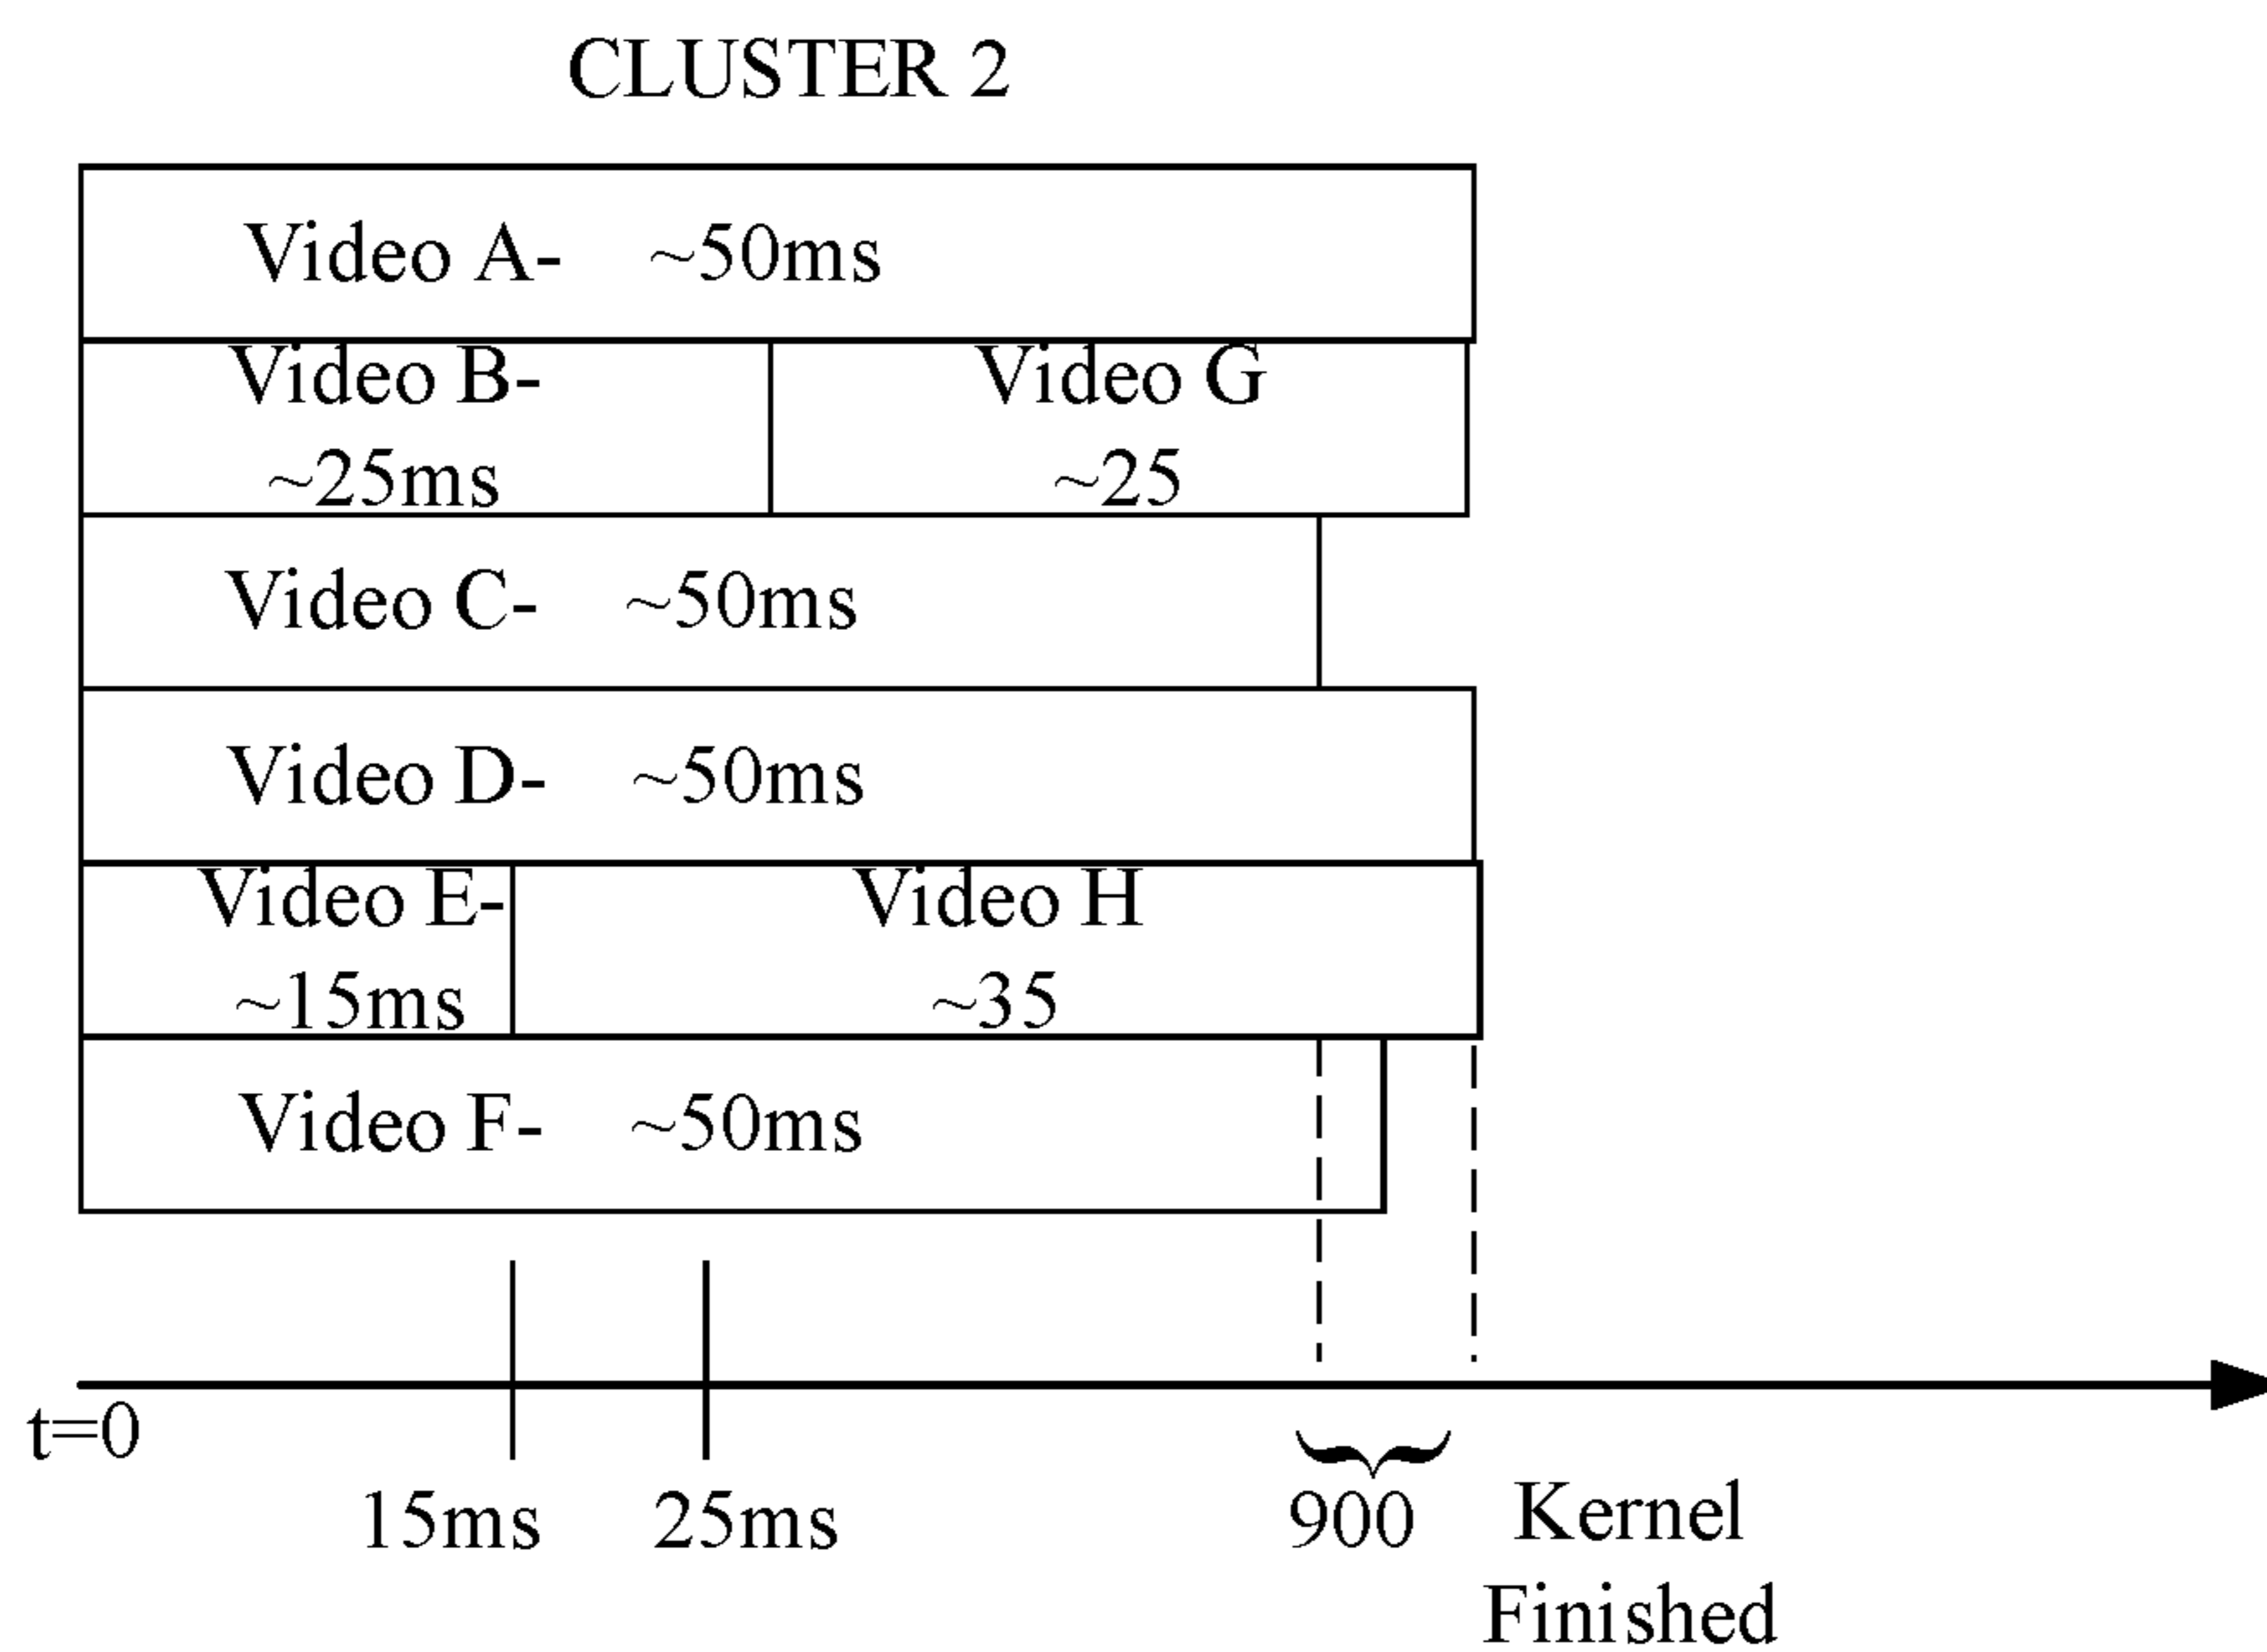 CLUSTER 2
Video A- ~50ms
Video B-
~25ms
Video G
~25
Video C- ~50ms
Video D- ~50ms
Video E-
~15ms
Video H
~35
Video F- ~50ms
t=0
15ms
25ms
900
Kernel
Finished